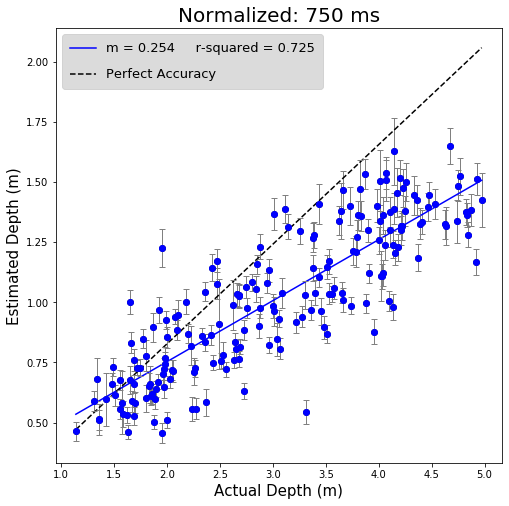 Normalized: 750 ms
m = 0.254 r-squared = 0.725
Perfect Accuracy
2.00
1.75
1.50
1.25
1.00
0.75
0.50
Estimated Depth (m)
1.0 1.5 2.0 2.5 3.0 3.5 4.0 4.5 5.0
Actual Depth (m)